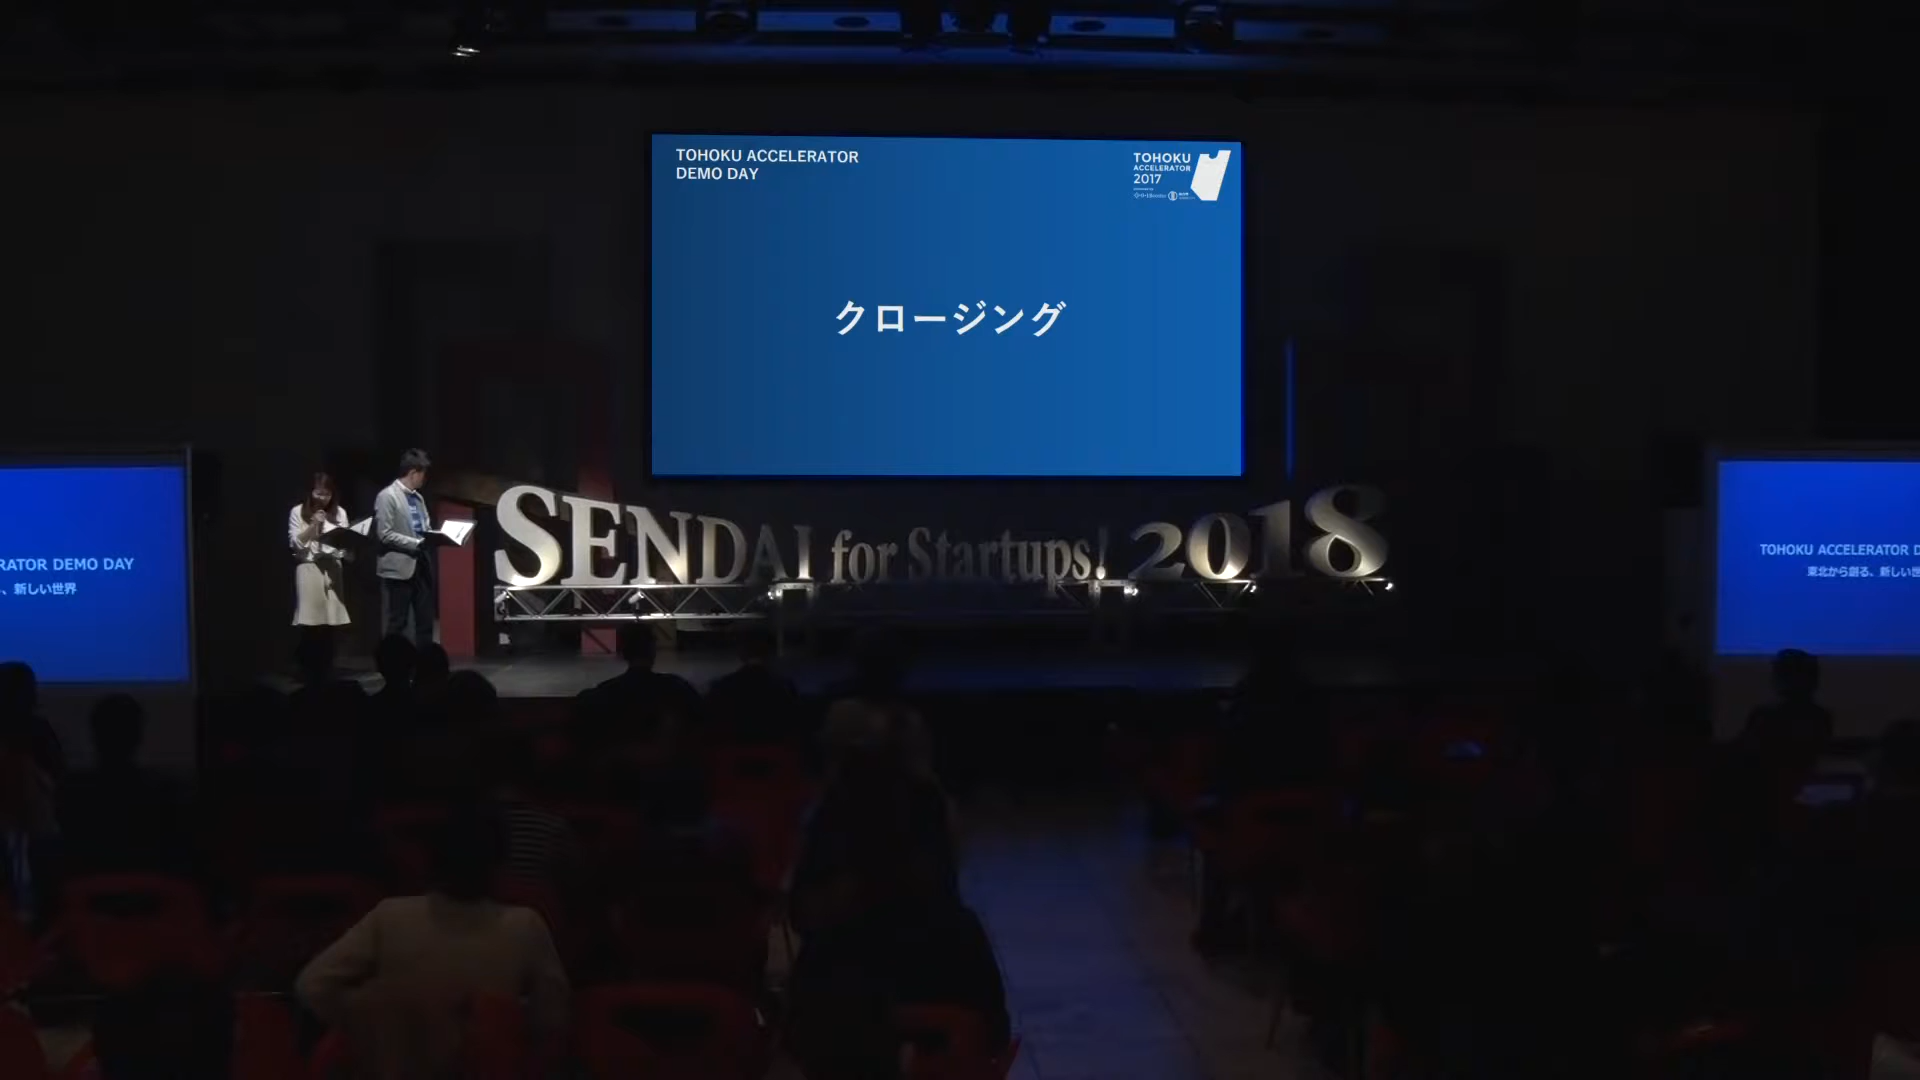 TOHOKU ACCELERATOR
DEMO DAY
TOHOKU
ACCELERATOR
2017
クロージング
SENDAI for Startups! 2018
RATOR DEMO DAY
、新しい世界
TOHOKU ACCELERATOR D
東北から創る、新しい世